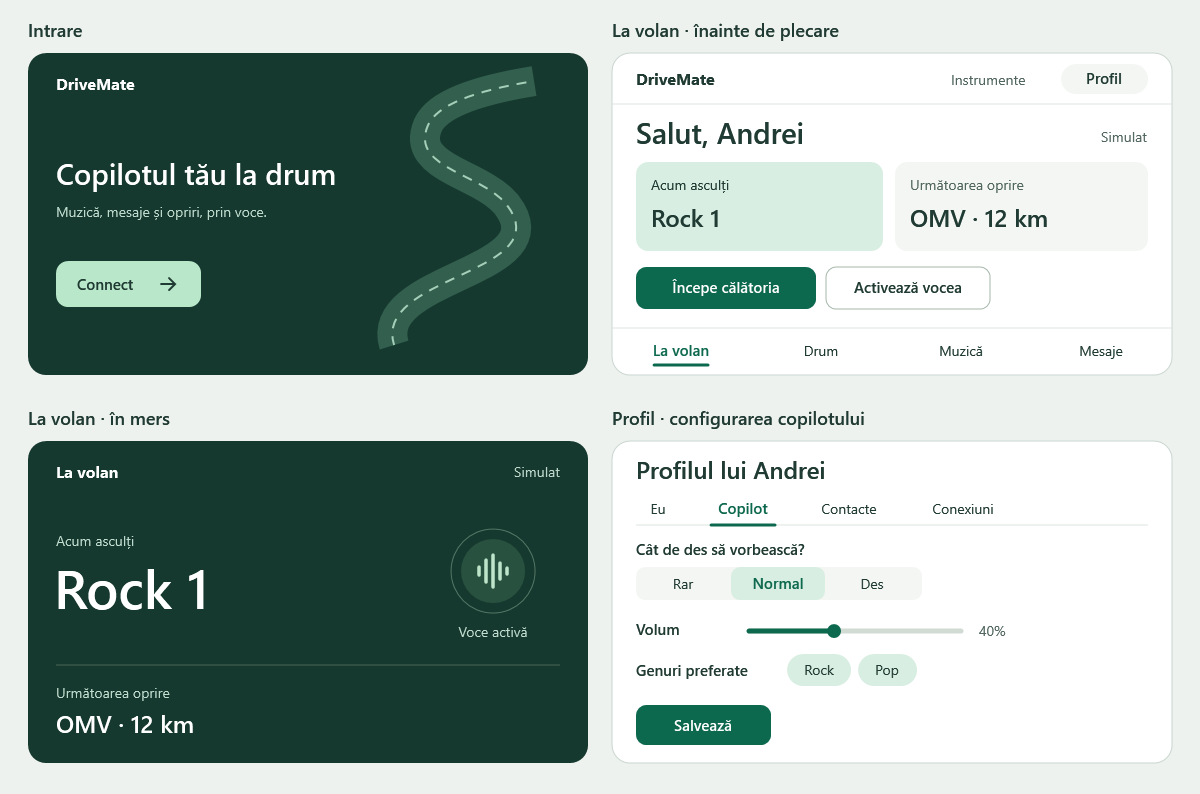 Intrare
DriveMate
Copilotul tău la drum
Muzică, mesaje și opriri, prin voce.
Connect
La volan · înainte de plecare
DriveMate
Instrumente
Profil
Salut, Andrei
Simulat
Acum asculți
Rock 1
Următoarea oprire
OMV · 12 km
Începe călătoria
Activează vocea
La volan
Drum
Muzică
Mesaje
La volan · în mers
La volan
Simulat
Acum asculți
Rock 1
Voce activă
Următoarea oprire
OMV · 12 km
Profil · configurarea copilotului
Profilul lui Andrei
Eu
Copilot
Contacte
Conexiuni
Cât de des să vorbească?
Rar
Normal
Des
Volum
40%
Genuri preferate
Rock
Pop
Salvează